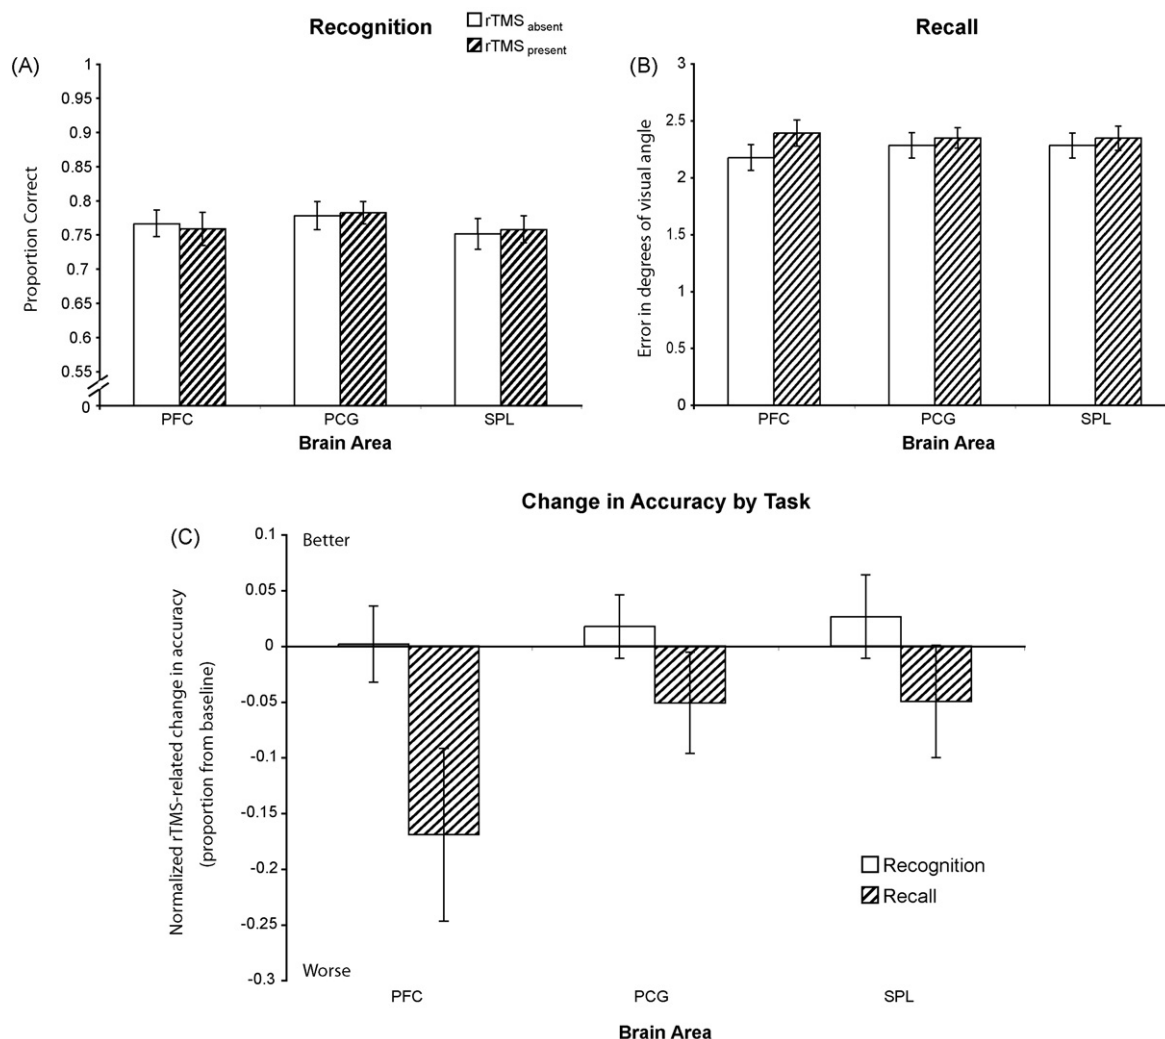 Recognition
rTMS absent
rTMS present
(A)
Proportion Correct
1
0.95
0.9
0.85
0.8
0.75
0.7
0.65
0.6
0.55
0
PFC PCG SPL
Brain Area
Recall
(B)
Error in degrees of visual angle
3
2.5
2
1.5
1
0.5
0
PFC PCG SPL
Brain Area
Change in Accuracy by Task
(C)
Normalized rTMS-related change in accuracy
(proportion from baseline)
0.1
0.05
0
-0.05
-0.1
-0.15
-0.2
-0.25
-0.3
Better
Worse
Recognition
Recall
PFC PCG SPL
Brain Area